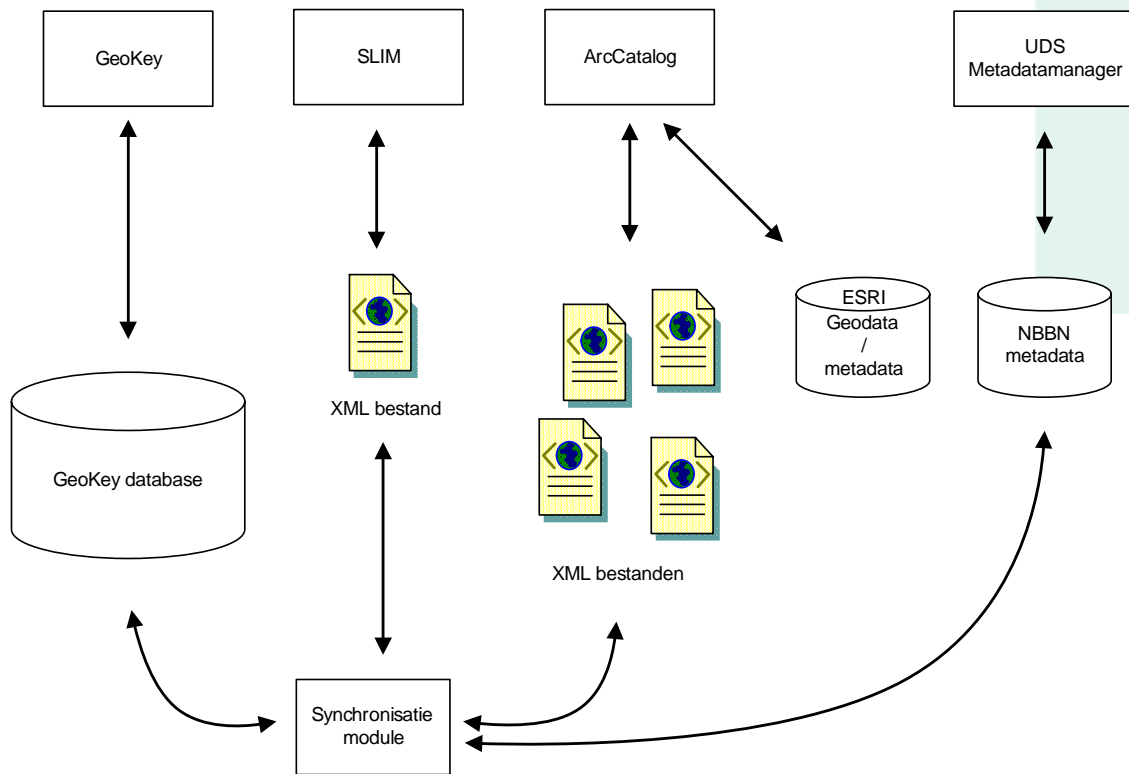 GeoKey
SLIM
ArcCatalog
UDS
Metadatamanager
ESRI
Geodata
/
metadata
NBBN
metadata
XML bestand
GeoKey database
XML bestanden
Synchronisatie
module